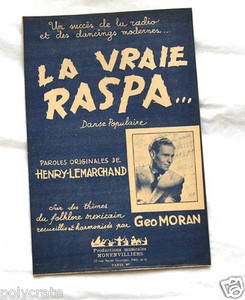 Un succès de la radio
et des dancings modernes...
LA VRAIE
RASPA...
Danse Populaire
PAROLES ORIGINALES DE
HENRY-LEMARCHAND
Sur des thèmes
du folklore mexicain
recueillis et harmonisés par GEO MORAN
Productions Musicales
HONENVILLIERS
PARIS
polycrate